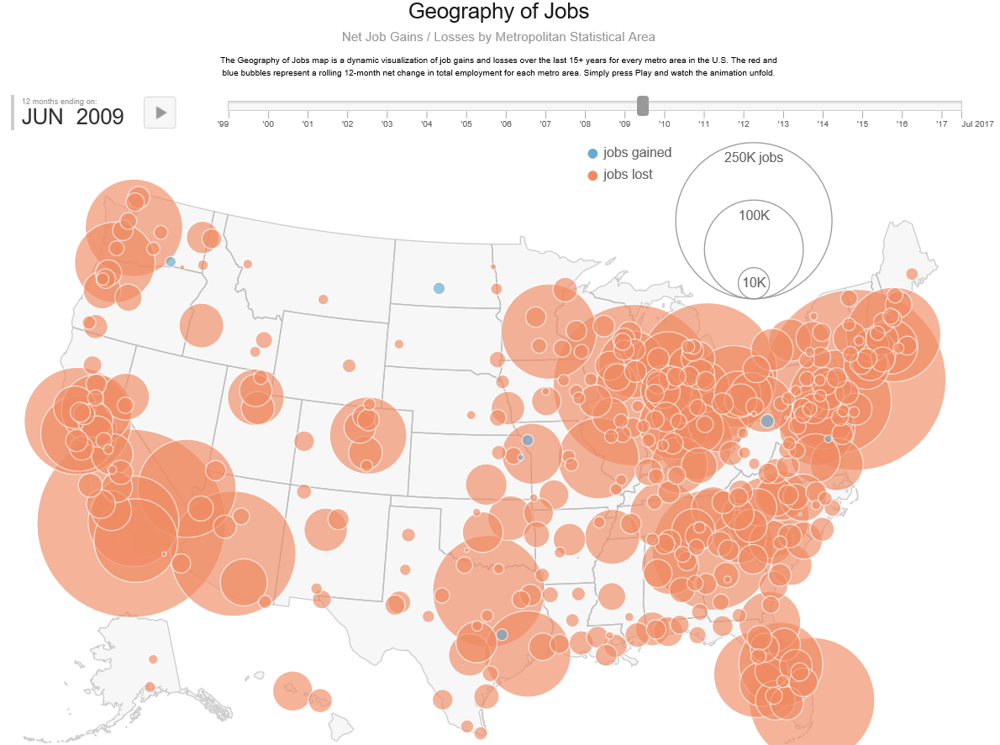 Geography of Jobs
Net Job Gains / Losses by Metropolitan Statistical Area
The Geography of Jobs map is a dynamic visualization of job gains and losses over the last 15+ years for every metro area in the U.S. The red and
blue bubbles represent a rolling 12-month net change in total employment for each metro area. Simply press Play and watch the animation unfold.
12 months ending on:
JUN 2009
'99 '00 '01 '02 '03 '04 '05 '06 '07 '08 '09 '10 '11 '12 '13 '14 '15 '16 '17 Jul 2017
jobs gained
jobs lost
250K jobs
100K
10K